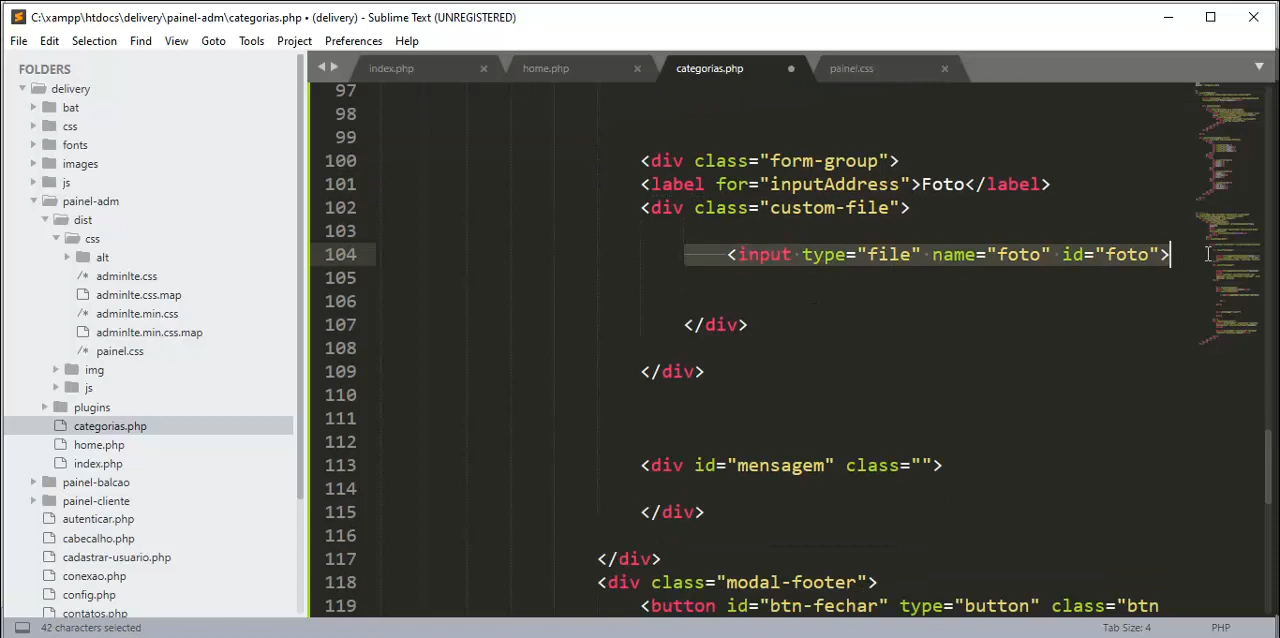 C:\xampp\htdocs\delivery\painel-adm\categorias.php • (delivery) - Sublime Text (UNREGISTERED)
File Edit Selection Find View Goto Tools Project Preferences Help
FOLDERS
delivery
bat
css
fonts
images
js
painel-adm
dist
css
alt
adminlte.css
adminlte.css.map
adminlte.min.css
adminlte.min.css.map
painel.css
img
js
plugins
categorias.php
home.php
index.php
painel-balcao
painel-cliente
autenticar.php
cabecalho.php
cadastrar-usuario.php
conexao.php
config.php
contatos.php
index.php home.php categorias.php painel.css
97
98
99
100 <div class="form-group">
101 <label for="inputAddress">Foto</label>
102 <div class="custom-file">
103
104 <input type="file" name="foto" id="foto">
105
106
107 </div>
108
109 </div>
110
111
112
113 <div id="mensagem" class="">
114
115 </div>
116
117 </div>
118 <div class="modal-footer">
119 <button id="btn-fechar" type="button" class="btn
42 characters selected Tab Size: 4 PHP